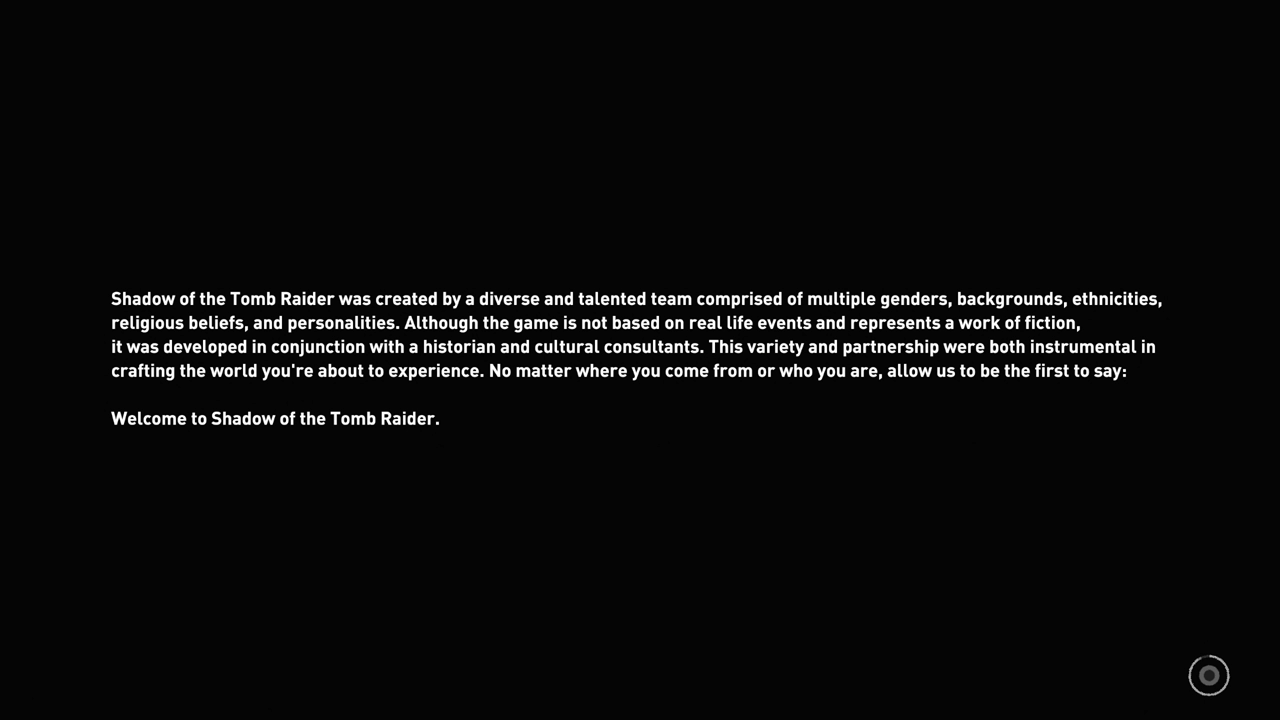 Shadow of the Tomb Raider was created by a diverse and talented team comprised of multiple genders, backgrounds, ethnicities,
religious beliefs, and personalities. Although the game is not based on real life events and represents a work of fiction,
it was developed in conjunction with a historian and cultural consultants. This variety and partnership were both instrumental in
crafting the world you're about to experience. No matter where you come from or who you are, allow us to be the first to say:
Welcome to Shadow of the Tomb Raider.